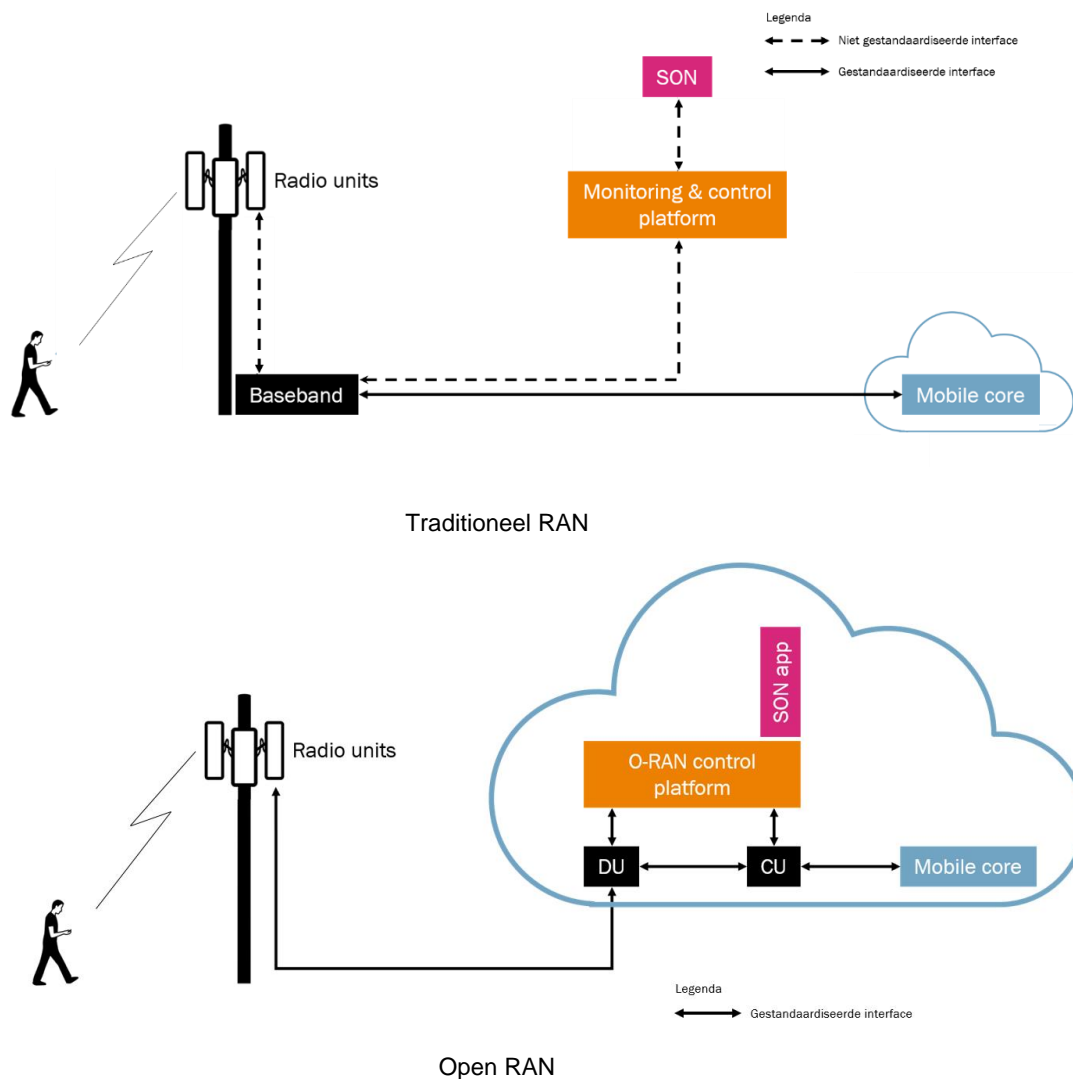 Legenda
Niet gestandaardiseerde interface
Gestandaardiseerde interface
SON
Radio units
Monitoring & control
platform
Baseband
Mobile core
Traditioneel RAN
SON app
Radio units
O-RAN control
platform
DU
CU
Mobile core
Legenda
Gestandaardiseerde interface
Open RAN